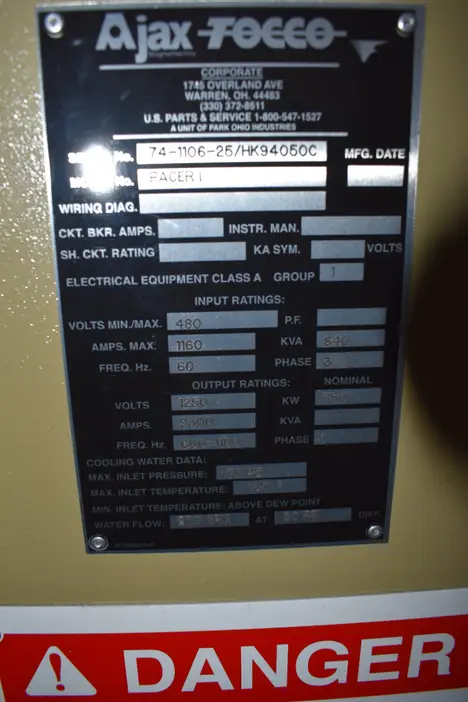 Ajax TOCCO
CORPORATE
1745 OVERLAND AVE
WARREN, OH. 44483
(330) 372-8511
U.S. PARTS & SERVICE 1-800-547-1527
A UNIT OF PARK OHIO INDUSTRIES
No. 74-1106-25/HK94050C MFG. DATE
No. PACER I
WIRING DIAG.
CKT. BKR. AMPS. INSTR. MAN.
SH. CKT. RATING KA SYM. VOLTS
ELECTRICAL EQUIPMENT CLASS A GROUP 1
INPUT RATINGS:
VOLTS MIN./MAX. 480 P.F.
AMPS. MAX. 1160 KVA 840
FREQ. Hz. 60 PHASE 3
OUTPUT RATINGS: NOMINAL
VOLTS 1250 KW
AMPS. KVA
FREQ. Hz. PHASE
COOLING WATER DATA:
MAX. INLET PRESSURE:
MAX. INLET TEMPERATURE:
MIN. INLET TEMPERATURE: ABOVE DEW POINT
WATER FLOW: AT DIFF.
DANGER